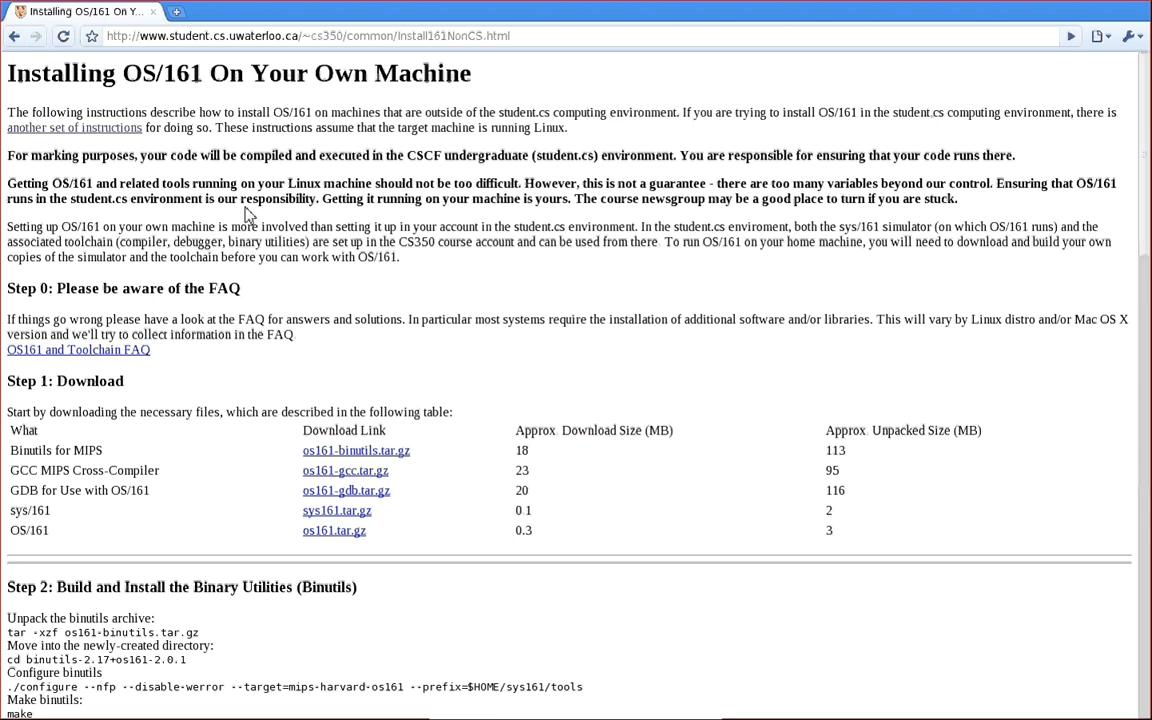 Installing OS/161 On Y...
http://www.student.cs.uwaterloo.ca/~cs350/common/Install161NonCS.html
Installing OS/161 On Your Own Machine
The following instructions describe how to install OS/161 on machines that are outside of the student.cs computing environment. If you are trying to install OS/161 in the student.cs computing environment, there is
another set of instructions for doing so. These instructions assume that the target machine is running Linux.
For marking purposes, your code will be compiled and executed in the CSCF undergraduate (student.cs) environment. You are responsible for ensuring that your code runs there.
Getting OS/161 and related tools running on your Linux machine should not be too difficult. However, this is not a guarantee - there are too many variables beyond our control. Ensuring that OS/161
runs in the student.cs environment is our responsibility. Getting it running on your machine is yours. The course newsgroup may be a good place to turn if you are stuck.
Setting up OS/161 on your own machine is more involved than setting it up in your account in the student.cs environment. In the student.cs enviroment, both the sys/161 simulator (on which OS/161 runs) and the
associated toolchain (compiler, debugger, binary utilities) are set up in the CS350 course account and can be used from there. To run OS/161 on your home machine, you will need to download and build your own
copies of the simulator and the toolchain before you can work with OS/161.
Step 0: Please be aware of the FAQ
If things go wrong please have a look at the FAQ for answers and solutions. In particular most systems require the installation of additional software and/or libraries. This will vary by Linux distro and/or Mac OS X
version and we'll try to collect information in the FAQ.
OS161 and Toolchain FAQ
Step 1: Download
Start by downloading the necessary files, which are described in the following table:
What Download Link Approx. Download Size (MB) Approx. Unpacked Size (MB)
Binutils for MIPS os161-binutils.tar.gz 18 113
GCC MIPS Cross-Compiler os161-gcc.tar.gz 23 95
GDB for Use with OS/161 os161-gdb.tar.gz 20 116
sys/161 sys161.tar.gz 0.1 2
OS/161 os161.tar.gz 0.3 3
Step 2: Build and Install the Binary Utilities (Binutils)
Unpack the binutils archive:
tar -xzf os161-binutils.tar.gz
Move into the newly-created directory:
cd binutils-2.17+os161-2.0.1
Configure binutils
./configure --nfp --disable-werror --target=mips-harvard-os161 --prefix=$HOME/sys161/tools
Make binutils:
make